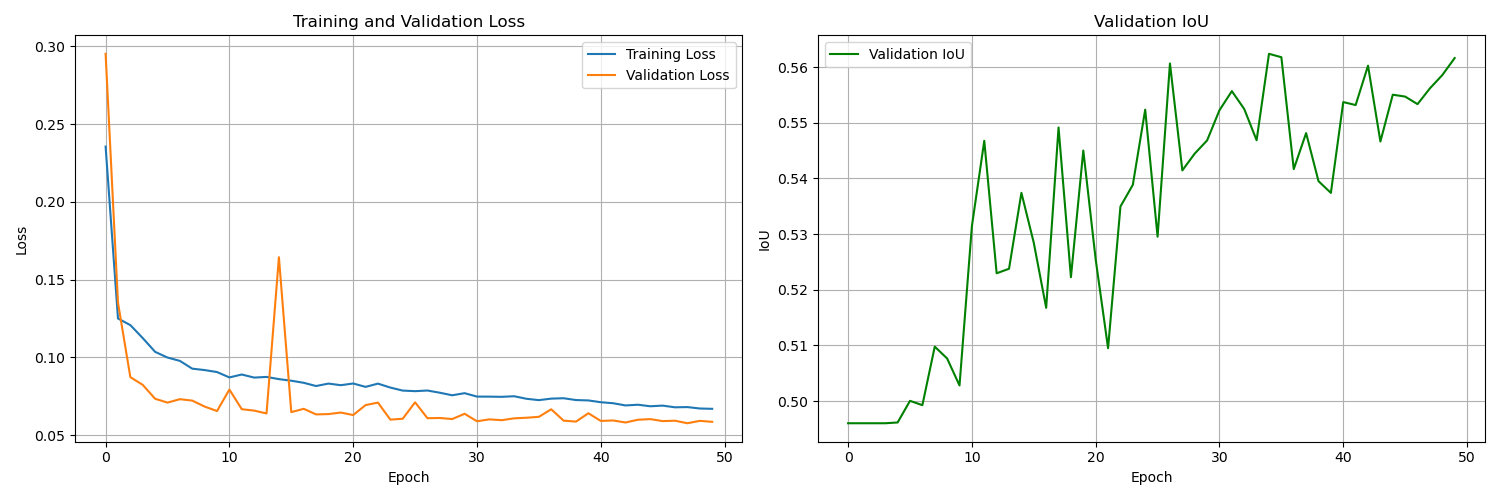 Training and Validation Loss
Training Loss
Validation Loss
0.30
0.25
0.20
0.15
0.10
0.05
Loss
0 10 20 30 40 50
Epoch
Validation IoU
Validation IoU
0.56
0.55
0.54
0.53
0.52
0.51
0.50
IoU
0 10 20 30 40 50
Epoch